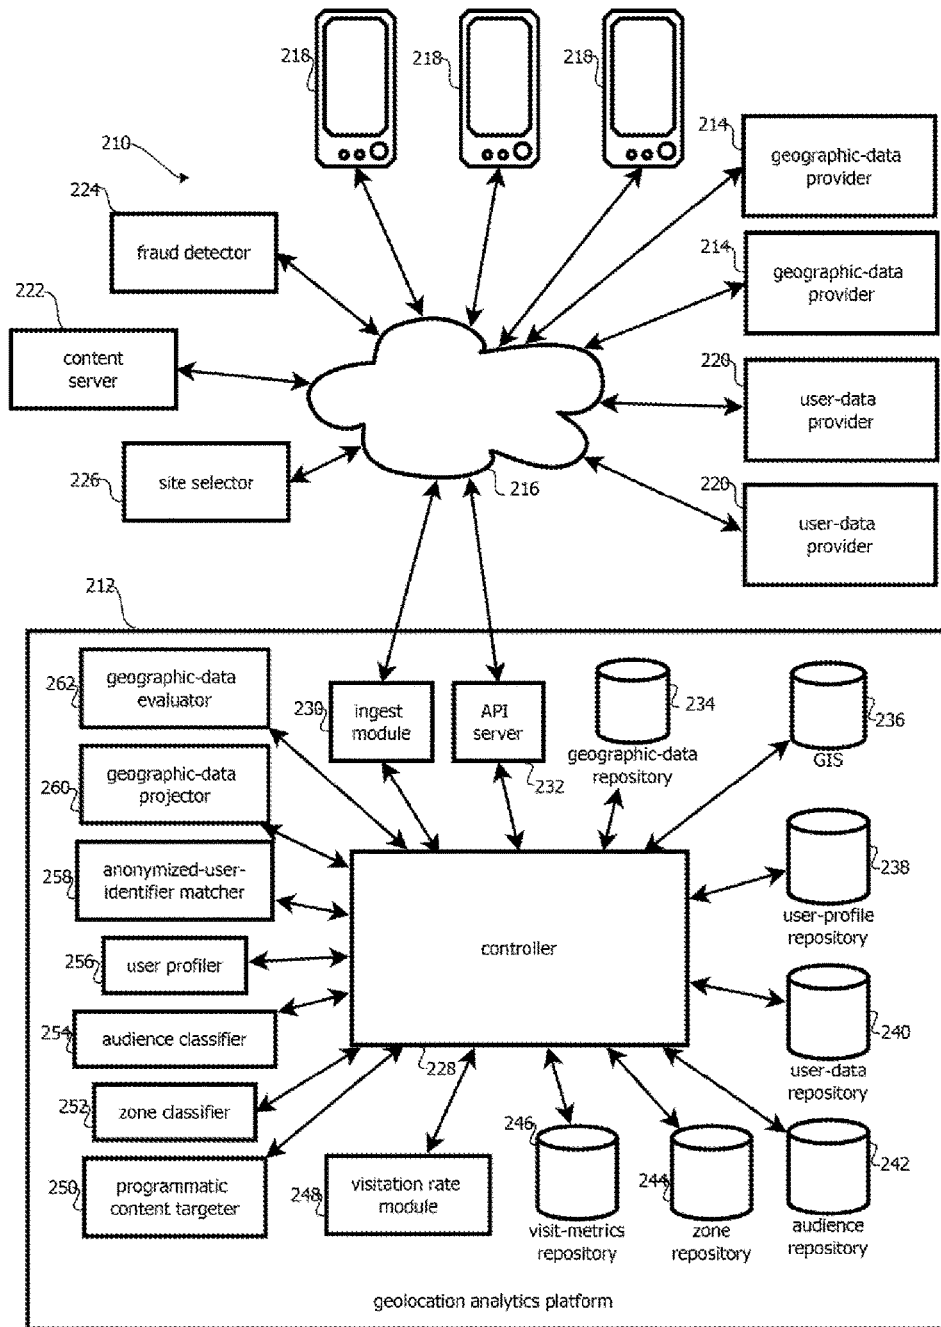 218
218
218
210
214
geographic-data
provider
224
fraud detector
214
geographic-data
provider
222
content
server
220
user-data
provider
226
site selector
216
220
user-data
provider
212
262
geographic-data
evaluator
230
ingest
module
API
server
232
234
geographic-data
repository
236
GIS
260
geographic-data
projector
258
anonymized-user-
identifier matcher
238
user-profile
repository
controller
256
user profiler
240
user-data
repository
254
audience classifier
228
252
zone classifier
250
programmatic
content targeter
248
visitation rate
module
246
visit-metrics
repository
244
zone
repository
242
audience
repository
geolocation analytics platform